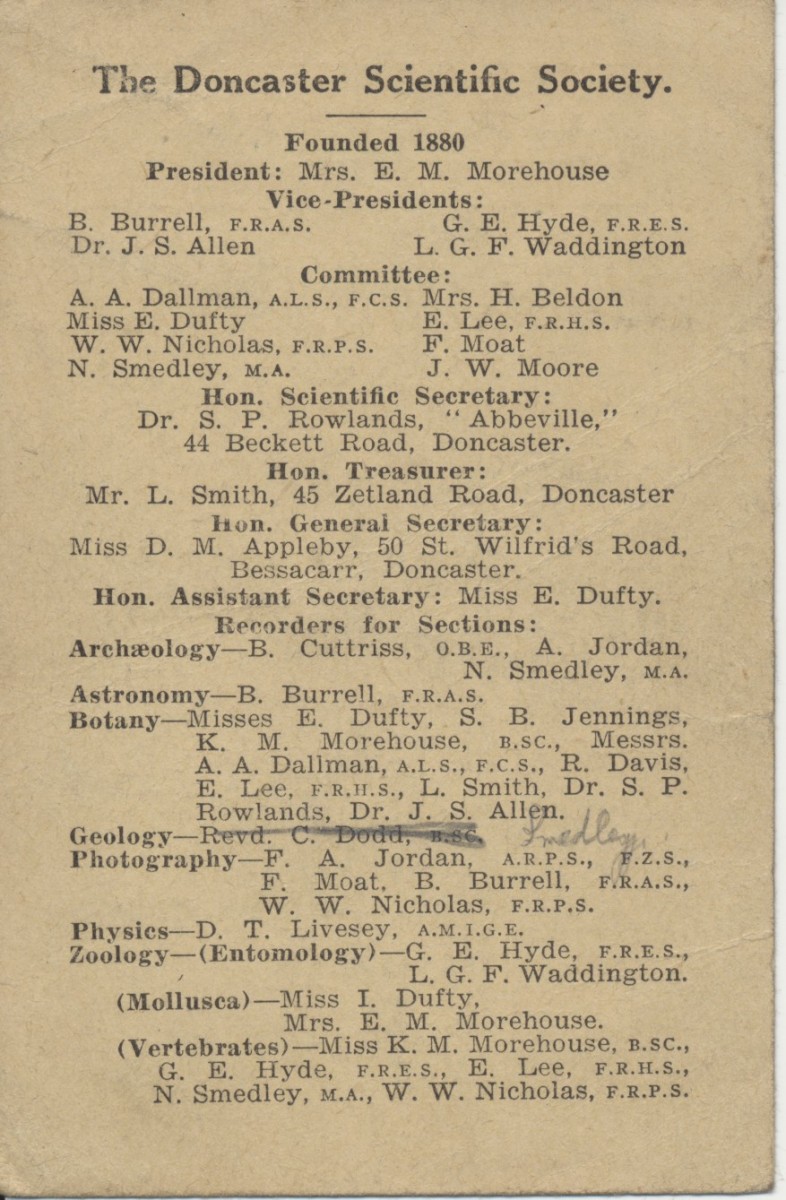 The Doncaster Scientific Society.
Founded 1880
President: Mrs. E. M. Morehouse
Vice-Presidents:
B. Burrell, F.R.A.S. G. E. Hyde, F.R.E.S.
Dr. J. S. Allen L. G. F. Waddington
Committee:
A. A. Dallman, A.L.S., F.C.S. Mrs. H. Beldon
Miss E. Dufty E. Lee, F.R.H.S.
W. W. Nicholas, F.R.P.S. F. Moat
N. Smedley, M.A. J. W. Moore
Hon. Scientific Secretary:
Dr. S. P. Rowlands, "Abbeville,"
44 Beckett Road, Doncaster.
Hon. Treasurer:
Mr. L. Smith, 45 Zetland Road, Doncaster
Hon. General Secretary:
Miss D. M. Appleby, 50 St. Wilfrid's Road,
Bessacarr, Doncaster.
Hon. Assistant Secretary: Miss E. Dufty.
Recorders for Sections:
Archæology—B. Cuttriss, O.B.E., A. Jordan,
N. Smedley, M.A.
Astronomy—B. Burrell, F.R.A.S.
Botany—Misses E. Dufty, S. B. Jennings,
K. M. Morehouse, B.SC., Messrs.
A. A. Dallman, A.L.S., F.C.S., R. Davis,
E. Lee, F.R.H.S., L. Smith, Dr. S. P.
Rowlands, Dr. J. S. Allen.
Geology—Revd. C. Dodd, B.SC. Smedley.
Photography—F. A. Jordan, A.R.P.S., F.Z.S.,
F. Moat, B. Burrell, F.R.A.S.,
W. W. Nicholas, F.R.P.S.
Physics—D. T. Livesey, A.M.I.G.E.
Zoology—(Entomology)—G. E. Hyde, F.R.E.S.,
L. G. F. Waddington.
(Mollusca)—Miss I. Dufty,
Mrs. E. M. Morehouse.
(Vertebrates)—Miss K. M. Morehouse, B.SC.,
G. E. Hyde, F.R.E.S., E. Lee, F.R.H.S.,
N. Smedley, M.A., W. W. Nicholas, F.R.P.S.